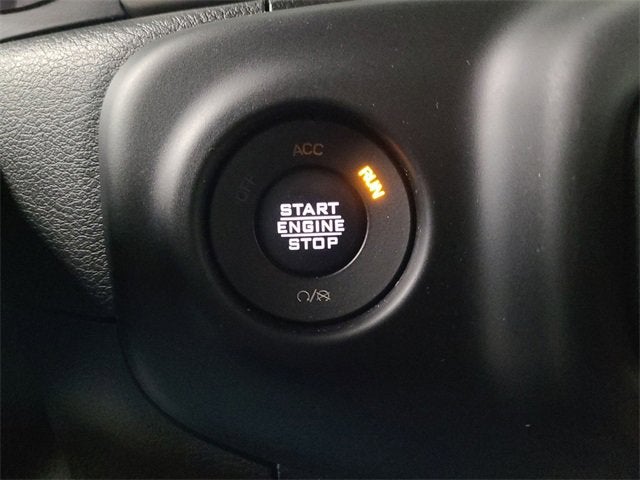 ACC
OFF
RUN
START
ENGINE
STOP